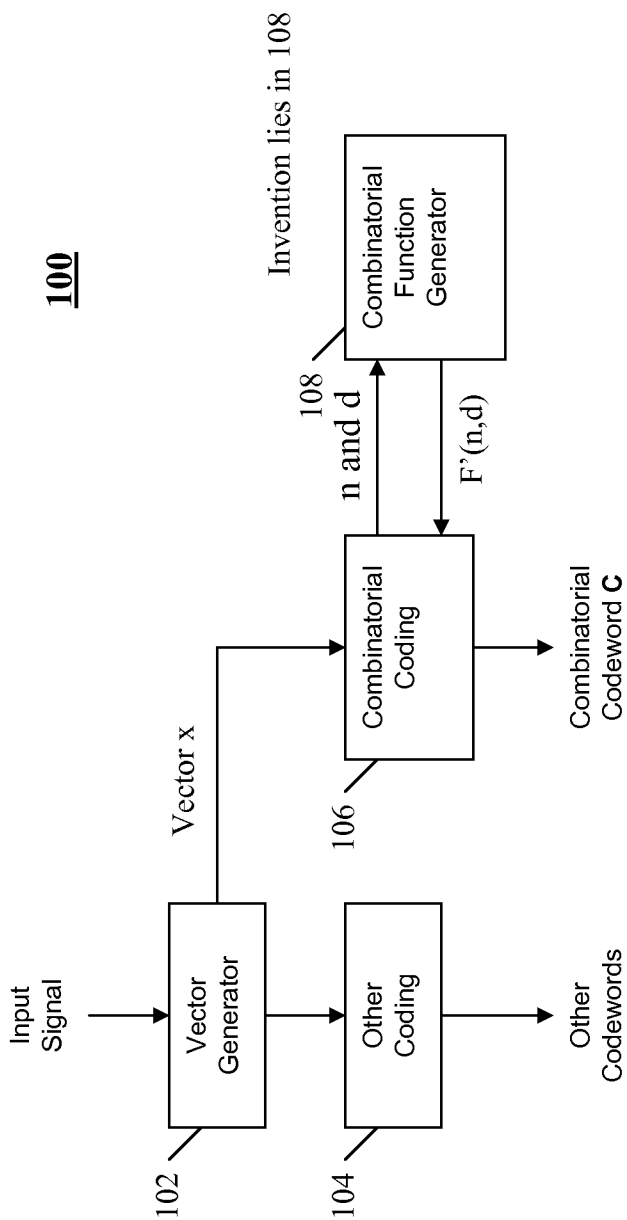 100
Input
Signal
Vector
Generator
102
Vector x
Other
Coding
104
Combinatorial
Coding
106
n and d
F’(n,d)
Combinatorial
Function
Generator
108
Invention lies in 108
Other
Codewords
Combinatorial
Codeword C